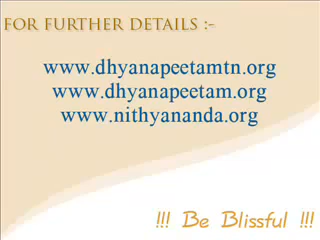 FOR FURTHER DETAILS :-
www.dhyanapeetamtn.org
www.dhyanapeetam.org
www.nithyananda.org
!!! Be Blissful !!!